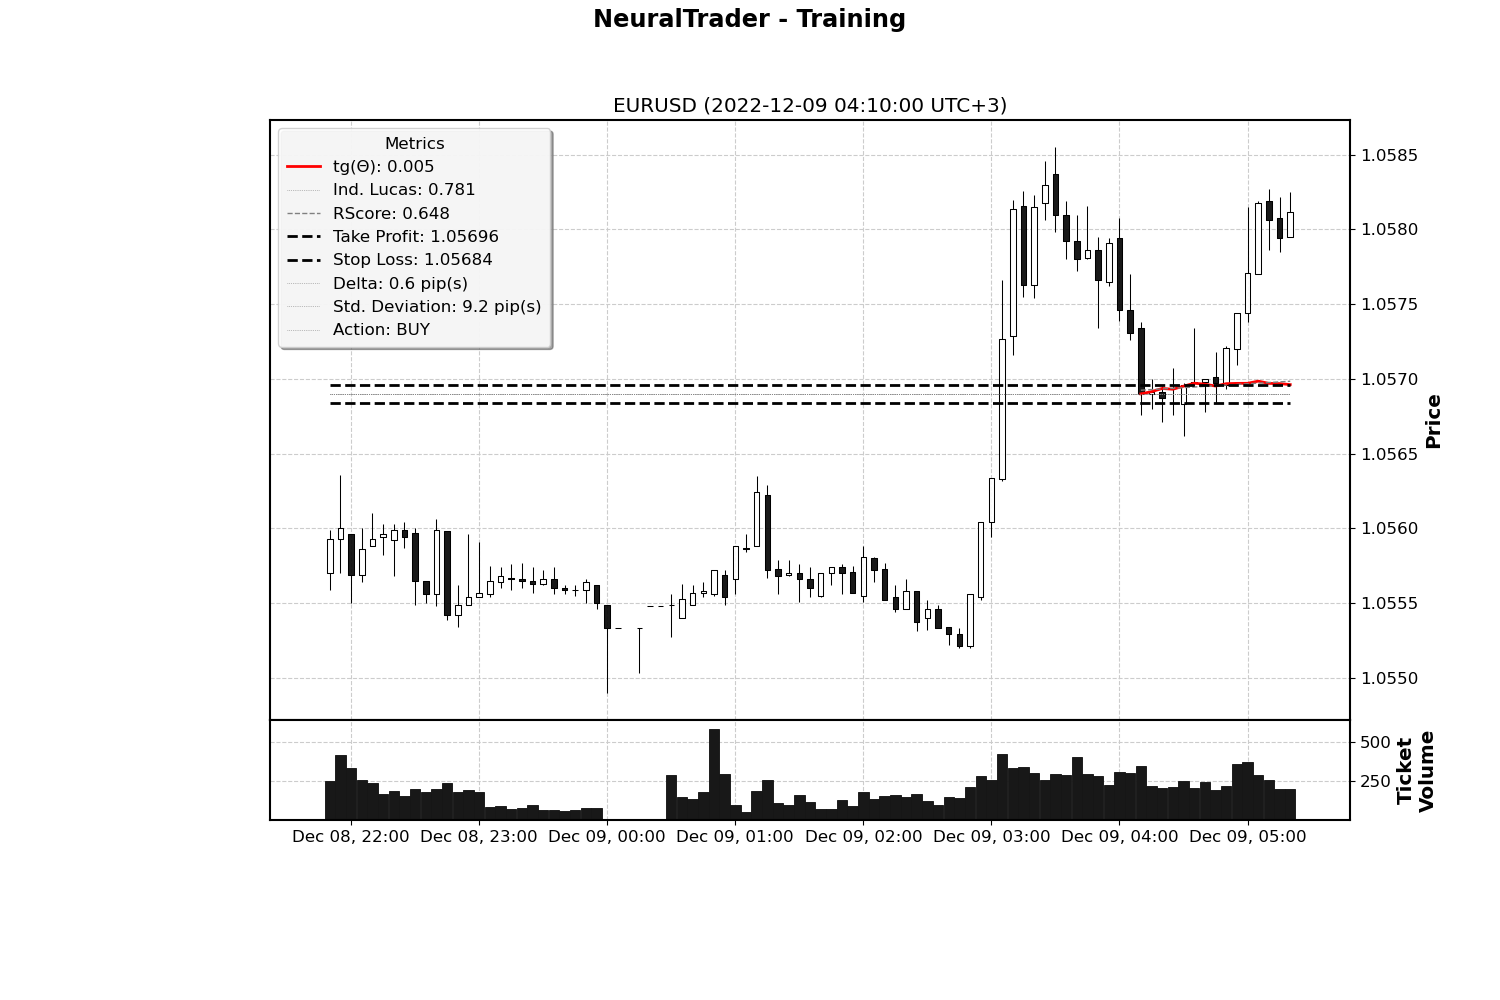 NeuralTrader - Training
EURUSD (2022-12-09 04:10:00 UTC+3)
Metrics
tg(Θ): 0.005
Ind. Lucas: 0.781
RScore: 0.648
Take Profit: 1.05696
Stop Loss: 1.05684
Delta: 0.6 pip(s)
Std. Deviation: 9.2 pip(s)
Action: BUY
1.0585
1.0580
1.0575
1.0570
1.0565
1.0560
1.0555
1.0550
Price
500
250
Ticket
Volume
Dec 08, 22:00 Dec 08, 23:00 Dec 09, 00:00 Dec 09, 01:00 Dec 09, 02:00 Dec 09, 03:00 Dec 09, 04:00 Dec 09, 05:00